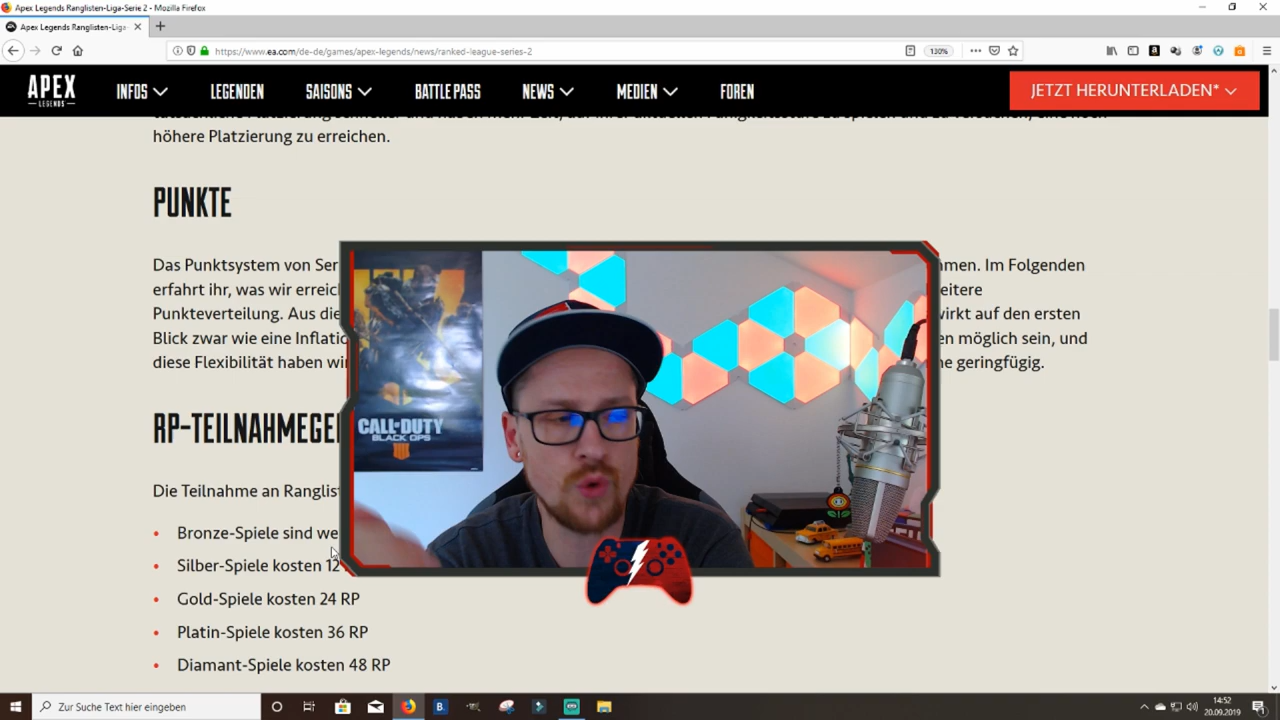 Apex Legends Ranglisten-Liga-Serie 2 - Mozilla Firefox
Apex Legends Ranglisten-Liga-
https://www.ea.com/de-de/games/apex-legends/news/ranked-league-series-2
130%
APEX
LEGENDS
INFOS
LEGENDEN
SAISONS
BATTLE PASS
NEWS
MEDIEN
FOREN
JETZT HERUNTERLADEN*
höhere Platzierung zu erreichen.
PUNKTE
Das Punktsystem von Ser
men. Im Folgenden
erfahrt ihr, was wir erreic
eitere
Punkteverteilung. Aus die
wirkt auf den ersten
Blick zwar wie eine Inflatio
en möglich sein, und
diese Flexibilität haben wi
ne geringfügig.
RP-TEILNAHMEGE
Die Teilnahme an Ranglis
• Bronze-Spiele sind we
• Silber-Spiele kosten 12
• Gold-Spiele kosten 24 RP
• Platin-Spiele kosten 36 RP
• Diamant-Spiele kosten 48 RP
CALL OF DUTY
BLACK OPS
IIII
Zur Suche Text hier eingeben
B.
14:52
20.09.2019
1